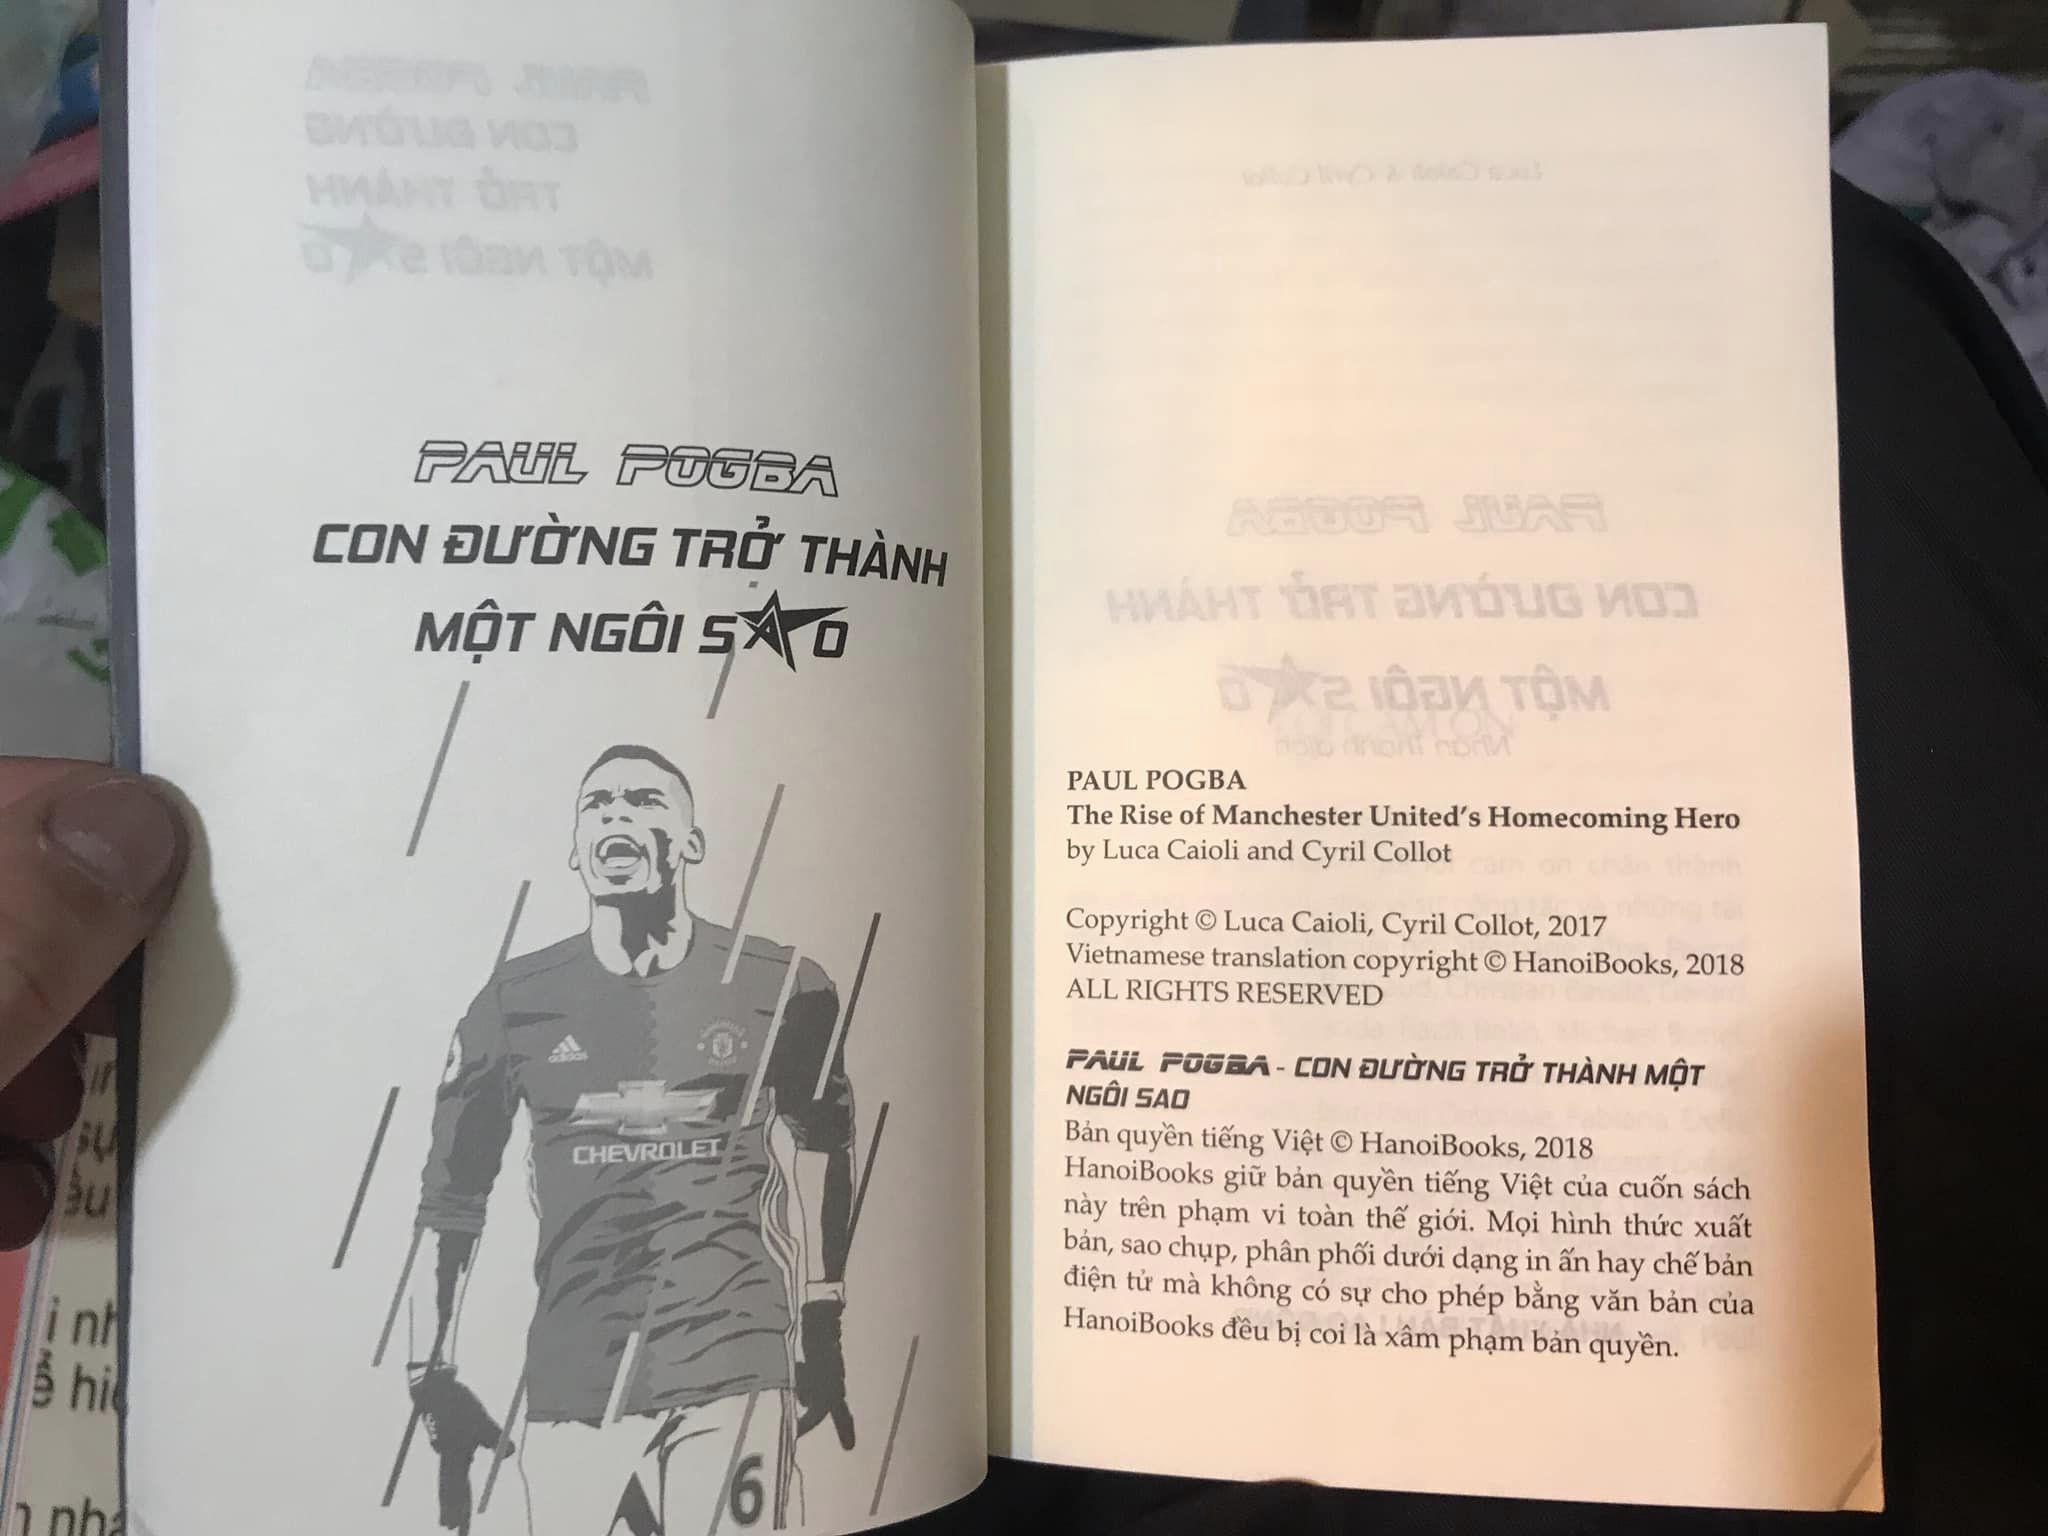 PAUL POGBA
CON ĐƯỜNG TRỞ THÀNH
MỘT NGÔI SAO
adidas
CHEVROLET
6
PAUL POGBA
The Rise of Manchester United's Homecoming Hero
by Luca Caioli and Cyril Collot
Copyright © Luca Caioli, Cyril Collot, 2017
Vietnamese translation copyright © HanoiBooks, 2018
ALL RIGHTS RESERVED
PAUL POGBA - CON ĐƯỜNG TRỞ THÀNH MỘT
NGÔI SAO
Bản quyền tiếng Việt © HanoiBooks, 2018
HanoiBooks giữ bản quyền tiếng Việt của cuốn sách
này trên phạm vi toàn thế giới. Mọi hình thức xuất
bản, sao chụp, phân phối dưới dạng in ấn hay chế bản
điện tử mà không có sự cho phép bằng văn bản của
HanoiBooks đều bị coi là xâm phạm bản quyền.